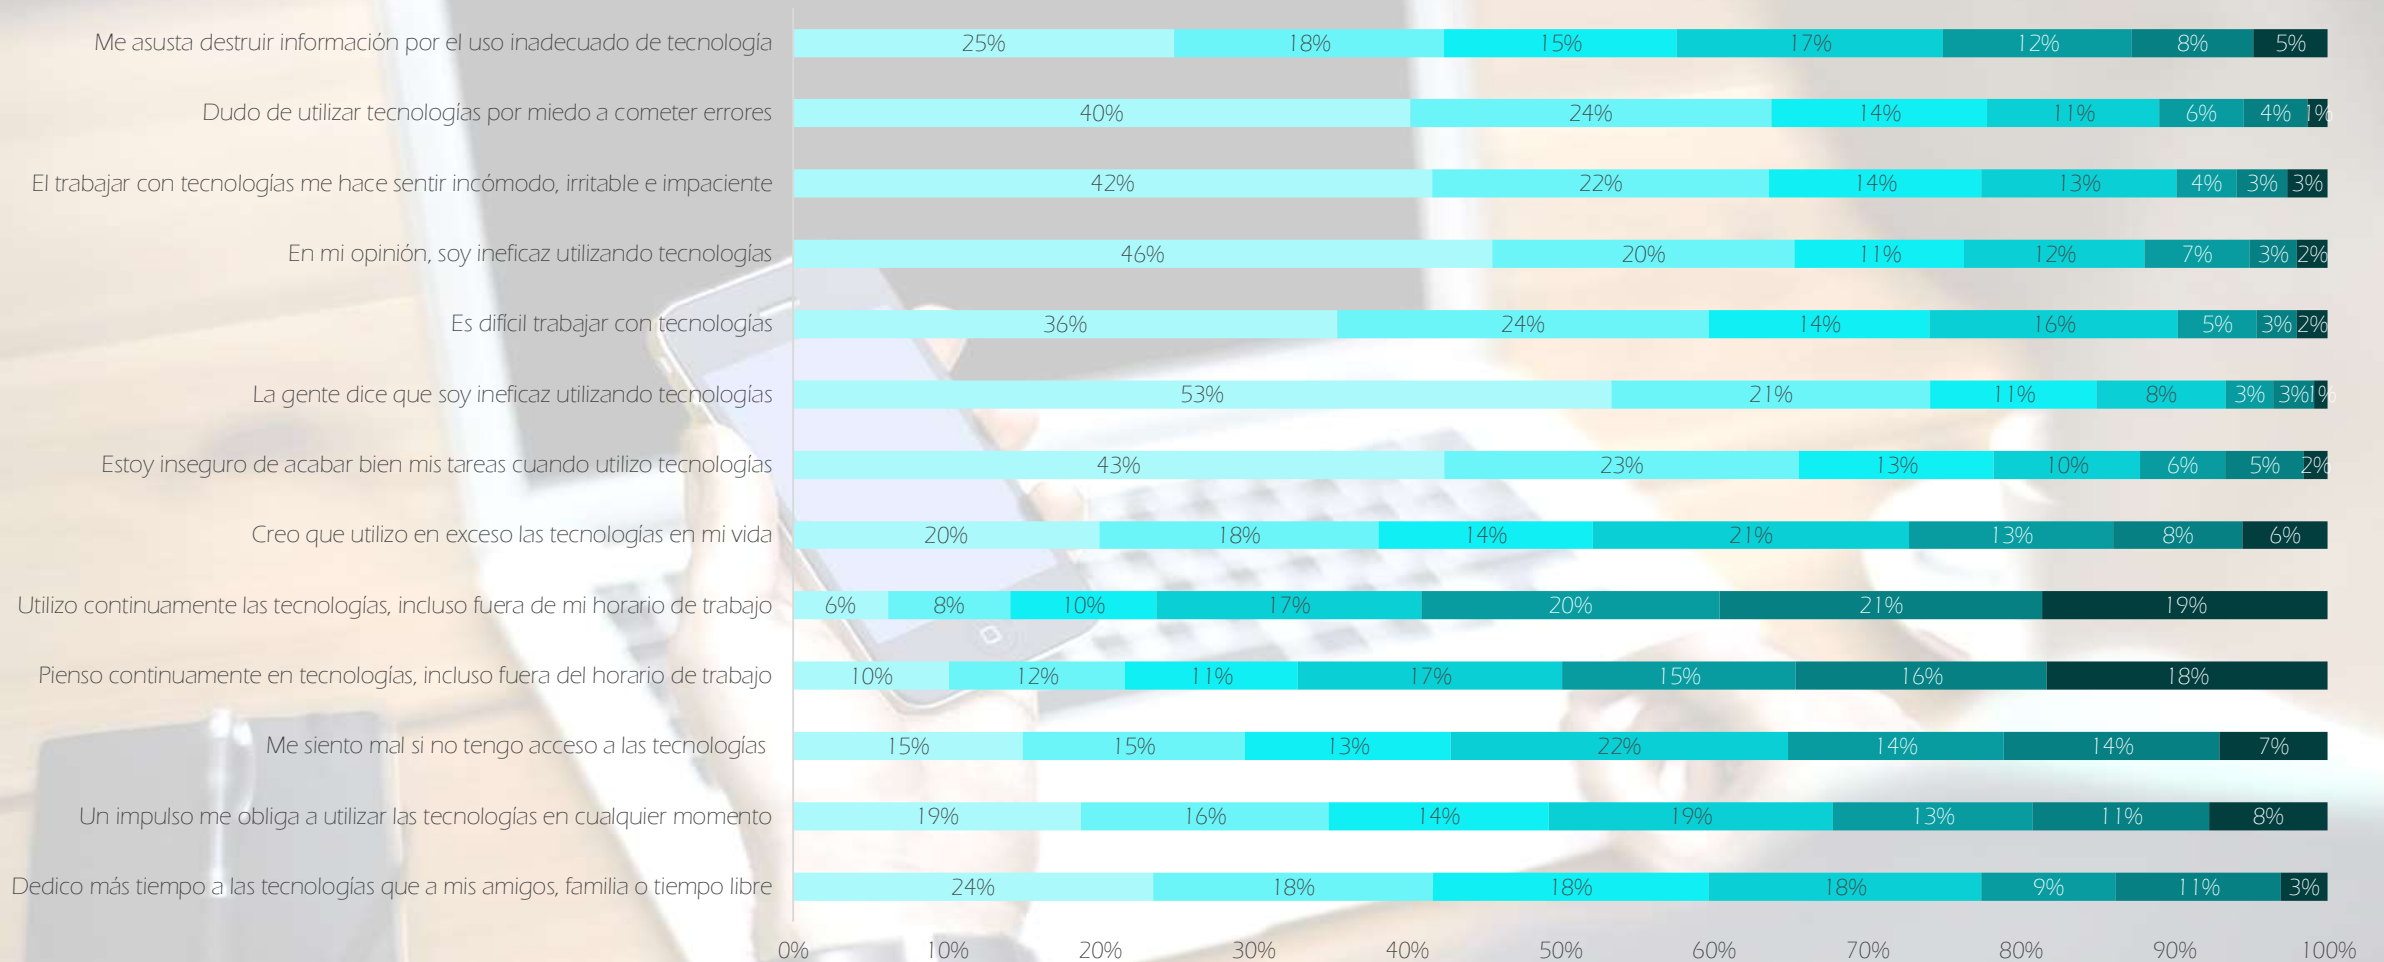 Me asusta destruir información por el uso inadecuado de tecnología 25% 18% 15% 17% 12% 8% 5%
Dudo de utilizar tecnologías por miedo a cometer errores 40% 24% 14% 11% 6% 4% 1%
El trabajar con tecnologías me hace sentir incómodo, irritable e impaciente 42% 22% 14% 13% 4% 3% 3%
En mi opinión, soy ineficaz utilizando tecnologías 46% 20% 11% 12% 7% 3% 2%
Es difícil trabajar con tecnologías 36% 24% 14% 16% 5% 3% 2%
La gente dice que soy ineficaz utilizando tecnologías 53% 21% 11% 8% 3% 3% 1%
Estoy inseguro de acabar bien mis tareas cuando utilizo tecnologías 43% 23% 13% 10% 6% 5% 2%
Creo que utilizo en exceso las tecnologías en mi vida 20% 18% 14% 21% 13% 8% 6%
Utilizo continuamente las tecnologías, incluso fuera de mi horario de trabajo 6% 8% 10% 17% 20% 21% 19%
Pienso continuamente en tecnologías, incluso fuera del horario de trabajo 10% 12% 11% 17% 15% 16% 18%
Me siento mal si no tengo acceso a las tecnologías 15% 15% 13% 22% 14% 14% 7%
Un impulso me obliga a utilizar las tecnologías en cualquier momento 19% 16% 14% 19% 13% 11% 8%
Dedico más tiempo a las tecnologías que a mis amigos, familia o tiempo libre 24% 18% 18% 18% 9% 11% 3%
0% 10% 20% 30% 40% 50% 60% 70% 80% 90% 100%